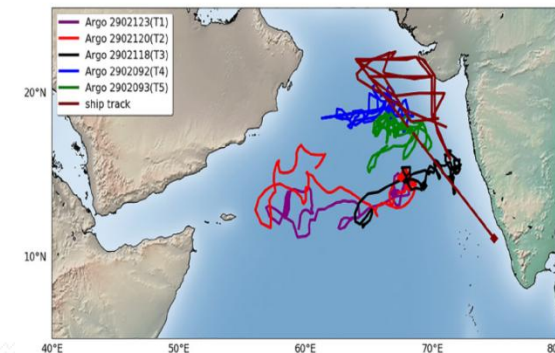 Argo 2902123(T1)
Argo 2902120(T2)
Argo 2902118(T3)
Argo 2902092(T4)
Argo 2902093(T5)
ship track
20°N
10°N
40°E 50°E 60°E 70°E 80